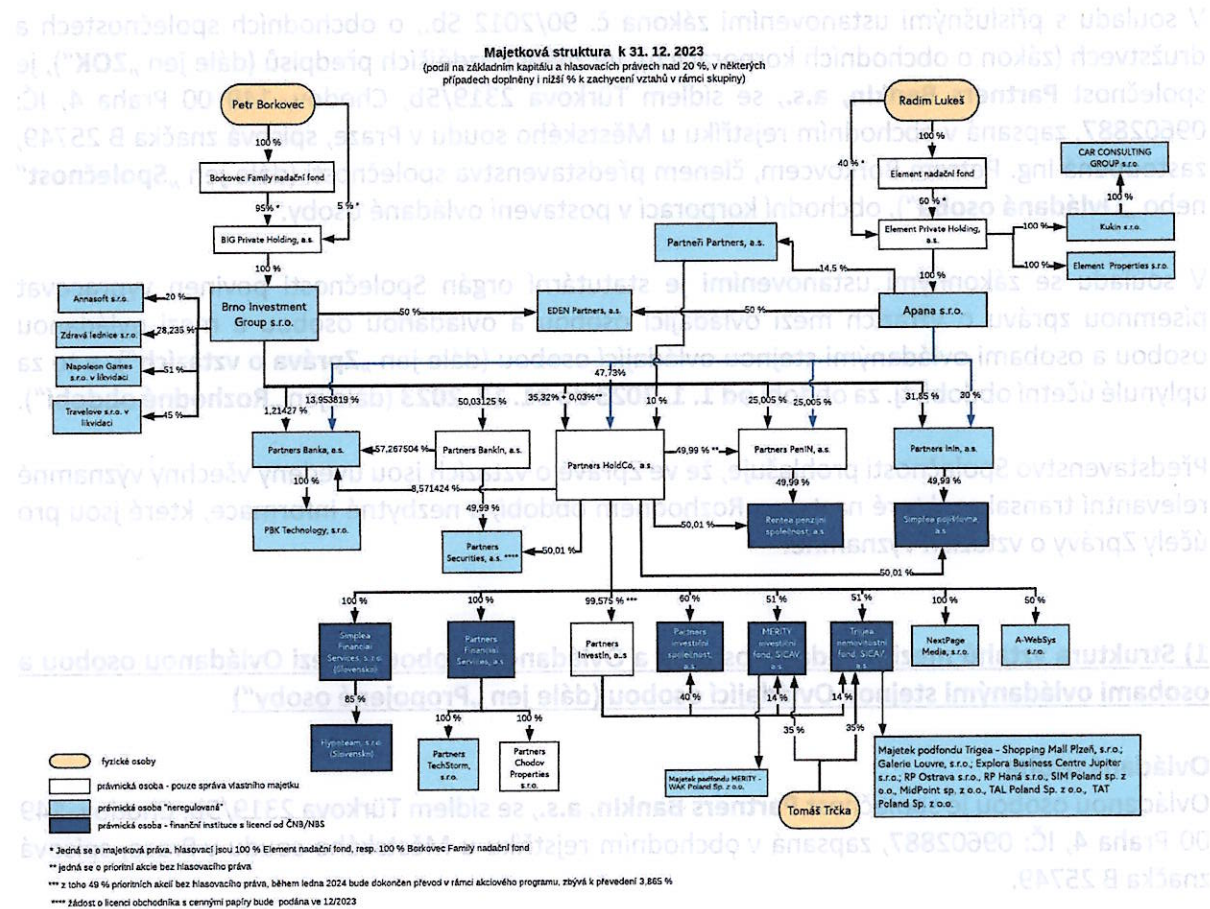 Majetková struktura k 31. 12. 2023
(podíl na základním kapitálu a hlasovacích právech nad 20 %, v některých
případech doplněny i nižší % k zachycení vztahů v rámci skupiny)
Petr Borkovec
Radim Lukeš
100 %
100 %
40 % *
CAR CONSULTING
GROUP s.r.o.
Borkovec Family nadační fond
Element nadační fond
95% *
5 % *
60 % *
100 %
BIG Private Holding, a.s.
Partneři Partners, a.s.
Element Private Holding,
a.s.
100 %
Kukin s.r.o.
100 %
Element Properties s.r.o.
100 %
14,5 %
100 %
Annasoft s.r.o.
20 %
Brno Investment
Group s.r.o.
50 %
EDEN Partners, a.s.
50 %
Apana s.r.o.
Zdravá lednice s.r.o.
28,235 %
Napoleon Games
s.r.o. v likvidaci
51 %
Travelove s.r.o. v
likvidaci
45 %
47,73%
1,21427 %
50,03125 %
35,32%
0,03%**
10 %
25,005 %
25,005 %
31,85 %
30 %
Partners Banka, a.s.
57,267504 %
Partners BankIn, a.s.
Partners HoldCo, a.s.
49,99 % **
Partners PenIN, a.s.
Partners InIn, a.s.
100 %
8,571424 %
49,99 %
49,99 %
49,99 %
PBK Technology, s.r.o.
Partners
Securities, a.s. ****
50,01 %
50,01 %
Rentea penzijní
společnost, a.s.
Simplea pojišťovna,
a.s.
50,01 %
100 %
100 %
99,575 % ***
60 %
51 %
51 %
100 %
50 %
Simplea
Financial
Services, s.r.o.
(Slovensko)
Partners
Financial
Services, a.s.
Partners
InvestIn, a.s.
Partners
investiční
společnost, a.s.
MERITY
investiční
fond, SICAV, a.s.
Trigea
nemovitostní
fond, SICAV, a.s.
NextPage
Media, s.r.o.
A-WebSys
s.r.o.
40 %
14 %
14 %
85 %
100 %
100 %
35 %
35%
Hypoteam, s.r.o.
(Slovensko)
Partners
TechStorm,
s.r.o.
Partners
Chodov
Properties
s.r.o.
Majetek podfondu MERITY -
WAK Poland Sp. z o.o.
Majetek podfondu Trigea - Shopping Mall Plzeň, s.r.o.;
Galerie Louvre, s.r.o.; Explora Business Centre Jupiter
s.r.o.; RP Ostrava s.r.o., RP Haná s.r.o., SIM Poland sp. z
o.o., MidPoint sp. z o.o., TAL Poland Sp. z o.o., TAT
Poland Sp. z o.o.
Tomáš Trčka
fyzické osoby
právnická osoba - pouze správa vlastního majetku
právnická osoba "neregulovaná"
právnická osoba - finanční instituce s licencí od ČNB/NBS
* Jedná se o majetková práva, hlasovací jsou 100 % Element nadační fond, resp. 100 % Borkovec Family nadační fond
** jedná se o prioritní akcie bez hlasovacího práva
*** z toho 49 % prioritních akcií bez hlasovacího práva, během ledna 2024 bude dokončen převod v rámci akciového programu, zbývá k převedení 3,865 %
**** žádost o licenci obchodníka s cennými papíry bude podána ve 12/2023